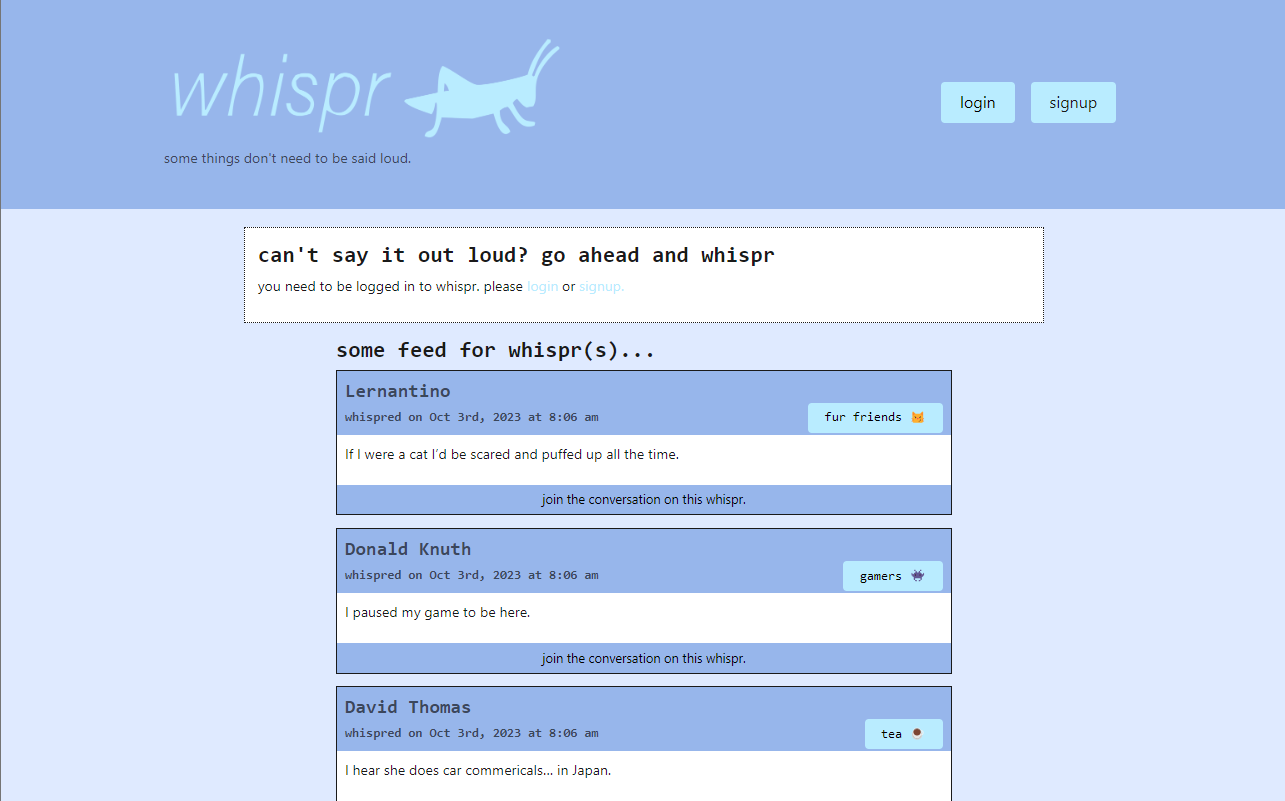 whispr
login
signup
some things don't need to be said loud.
can't say it out loud? go ahead and whispr
you need to be logged in to whispr. please login or signup.
some feed for whispr(s)...
Lernantino
whispred on Oct 3rd, 2023 at 8:06 am
fur friends 🐱
If I were a cat I’d be scared and puffed up all the time.
join the conversation on this whispr.
Donald Knuth
whispred on Oct 3rd, 2023 at 8:06 am
gamers 👾
I paused my game to be here.
join the conversation on this whispr.
David Thomas
whispred on Oct 3rd, 2023 at 8:06 am
tea ☕
I hear she does car commericals... in Japan.